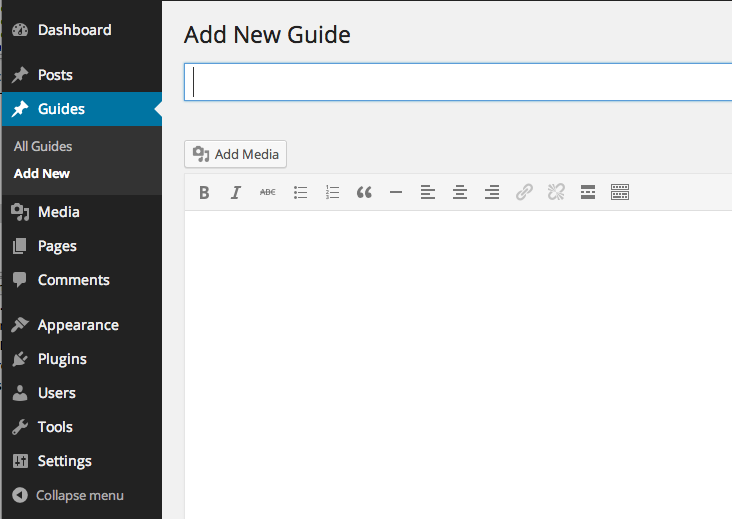 Dashboard
Posts
Guides
All Guides
Add New
Media
Pages
Comments
Appearance
Plugins
Users
Tools
Settings
Collapse menu
Add New Guide
Add Media
B I ABC